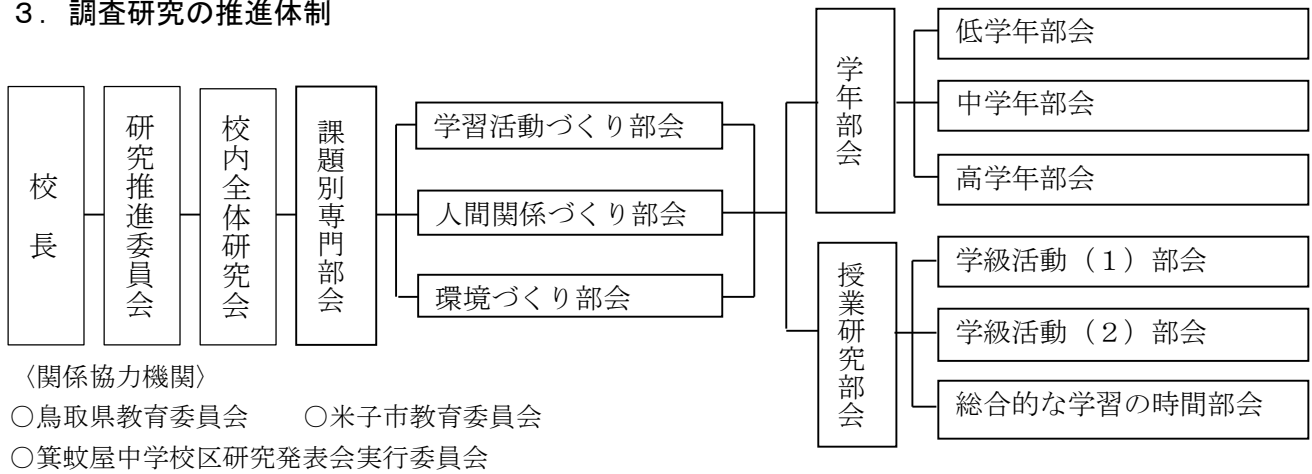 ３．調査研究の推進体制
校長
研究推進委員会
校内全体研究会
課題別専門部会
学習活動づくり部会
人間関係づくり部会
環境づくり部会
学年部会
低学年部会
中学年部会
高学年部会
授業研究部会
学級活動（１）部会
学級活動（２）部会
総合的な学習の時間部会
〈関係協力機関〉
○鳥取県教育委員会　　○米子市教育委員会
○箕蚊屋中学校区研究発表会実行委員会